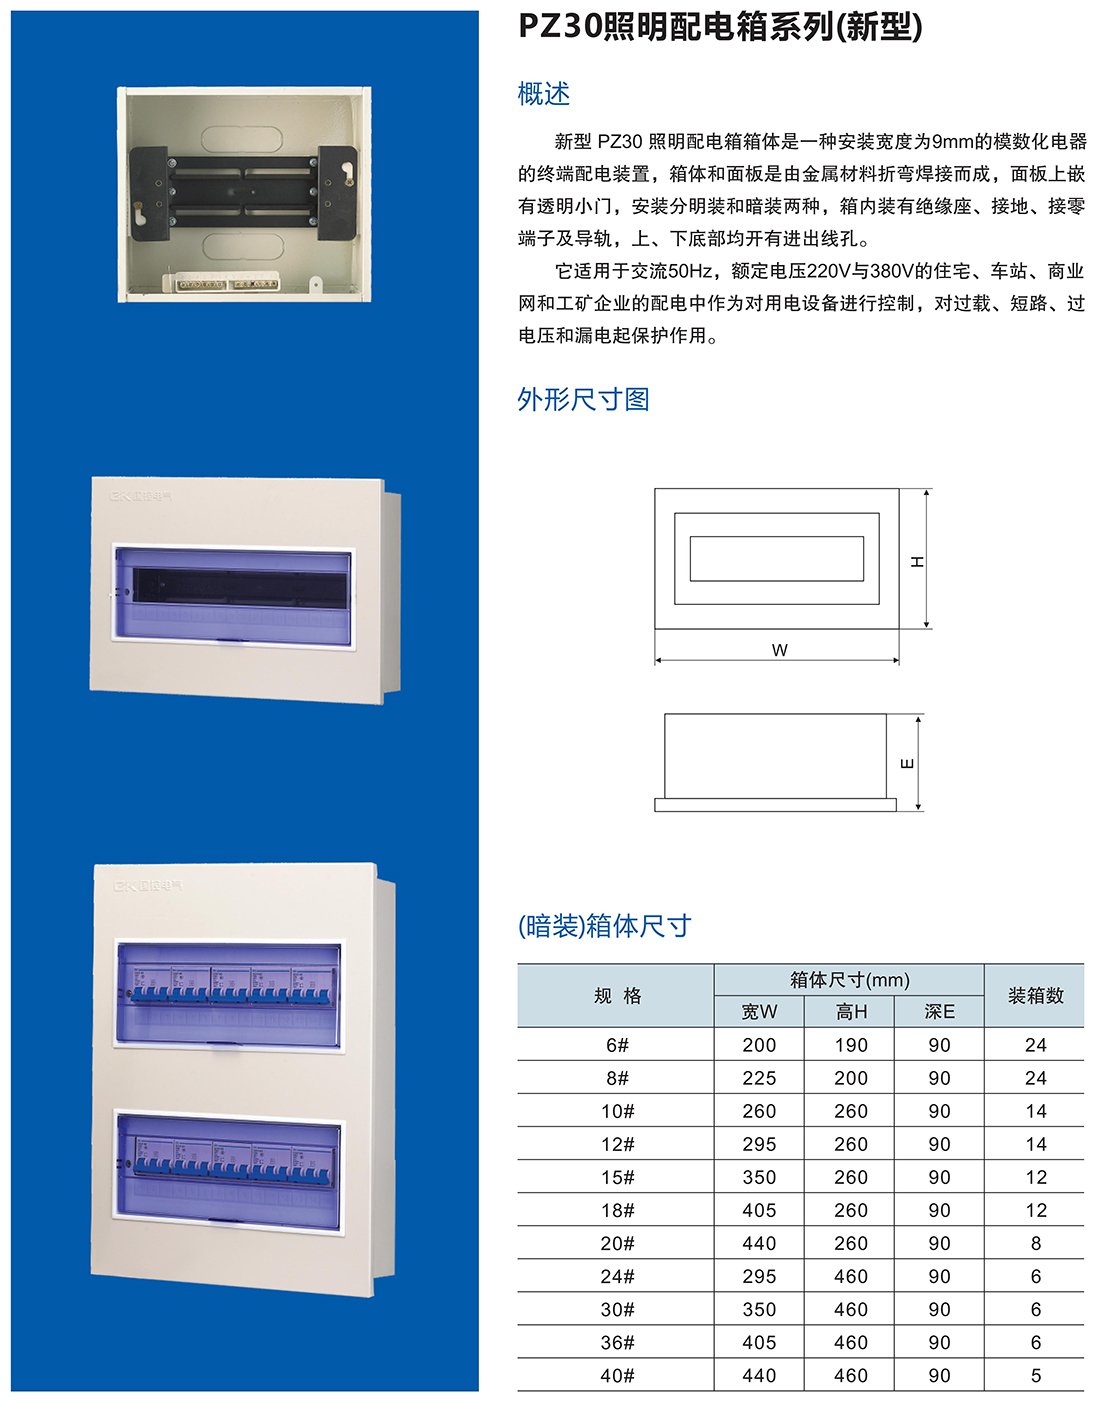 PZ30照明配电箱系列(新型)
概述
新型 PZ30 照明配电箱箱体是一种安装宽度为9mm的模数化电器
的终端配电装置，箱体和面板是由金属材料折弯焊接而成，面板上嵌
有透明小门，安装分明装和暗装两种，箱内装有绝缘座、接地、接零
端子及导轨，上、下底部均开有进出线孔。
它适用于交流50Hz，额定电压220V与380V的住宅、车站、商业
网和工矿企业的配电中作为对用电设备进行控制，对过载、短路、过
电压和漏电起保护作用。
外形尺寸图
H
W
E
(暗装)箱体尺寸
规 格 箱体尺寸(mm) 装箱数
宽W 高H 深E
6# 200 190 90 24
8# 225 200 90 24
10# 260 260 90 14
12# 295 260 90 14
15# 350 260 90 12
18# 405 260 90 12
20# 440 260 90 8
24# 295 460 90 6
30# 350 460 90 6
36# 405 460 90 6
40# 440 460 90 5